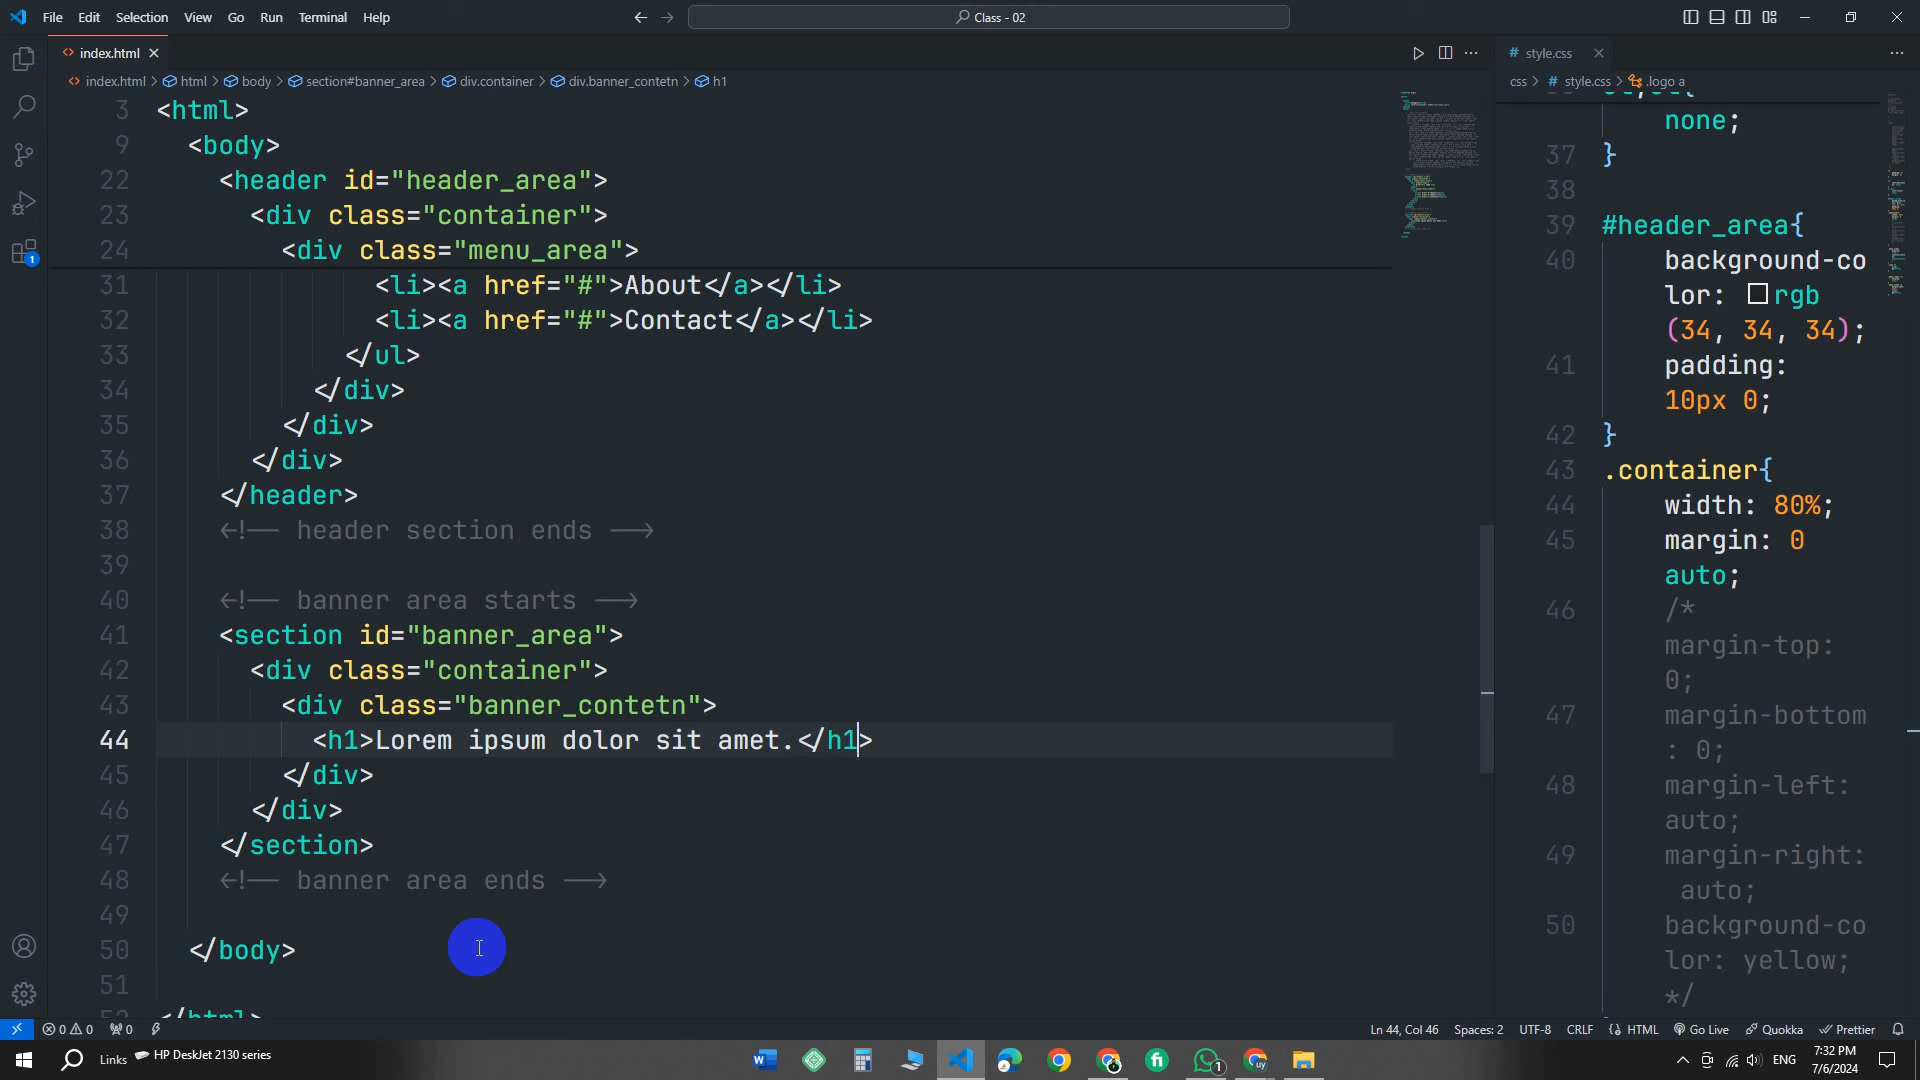 File Edit Selection View Go Run Terminal Help
Class - 02
index.html
style.css
index.html > html > body > section#banner_area > div.container > div.banner_contetn > h1
css > style.css > .logo a
3 <html>
9 <body>
22 <header id="header_area">
23 <div class="container">
24 <div class="menu_area">
31 <li><a href="#">About</a></li>
32 <li><a href="#">Contact</a></li>
33 </ul>
34 </div>
35 </div>
36 </div>
37 </header>
38 <!-- header section ends -->
39
40 <!-- banner area starts -->
41 <section id="banner_area">
42 <div class="container">
43 <div class="banner_contetn">
44 <h1>Lorem ipsum dolor sit amet.</h1>
45 </div>
46 </div>
47 </section>
48 <!-- banner area ends -->
49
50 </body>
51
</html>
none;
37 }
38
39 #header_area{
40 background-co
lor: rgb
(34, 34, 34);
41 padding:
10px 0;
42 }
43 .container{
44 width: 80%;
45 margin: 0
auto;
46 /*
margin-top:
0;
47 margin-bottom
: 0;
48 margin-left:
auto;
49 margin-right:
auto;
50 background-co
lor: yellow;
*/
1
0 0 0
Ln 44, Col 46 Spaces: 2 UTF-8 CRLF HTML Go Live Quokka Prettier
Links HP DeskJet 2130 series
W
fi
1
uy
ENG
7:32 PM
7/6/2024